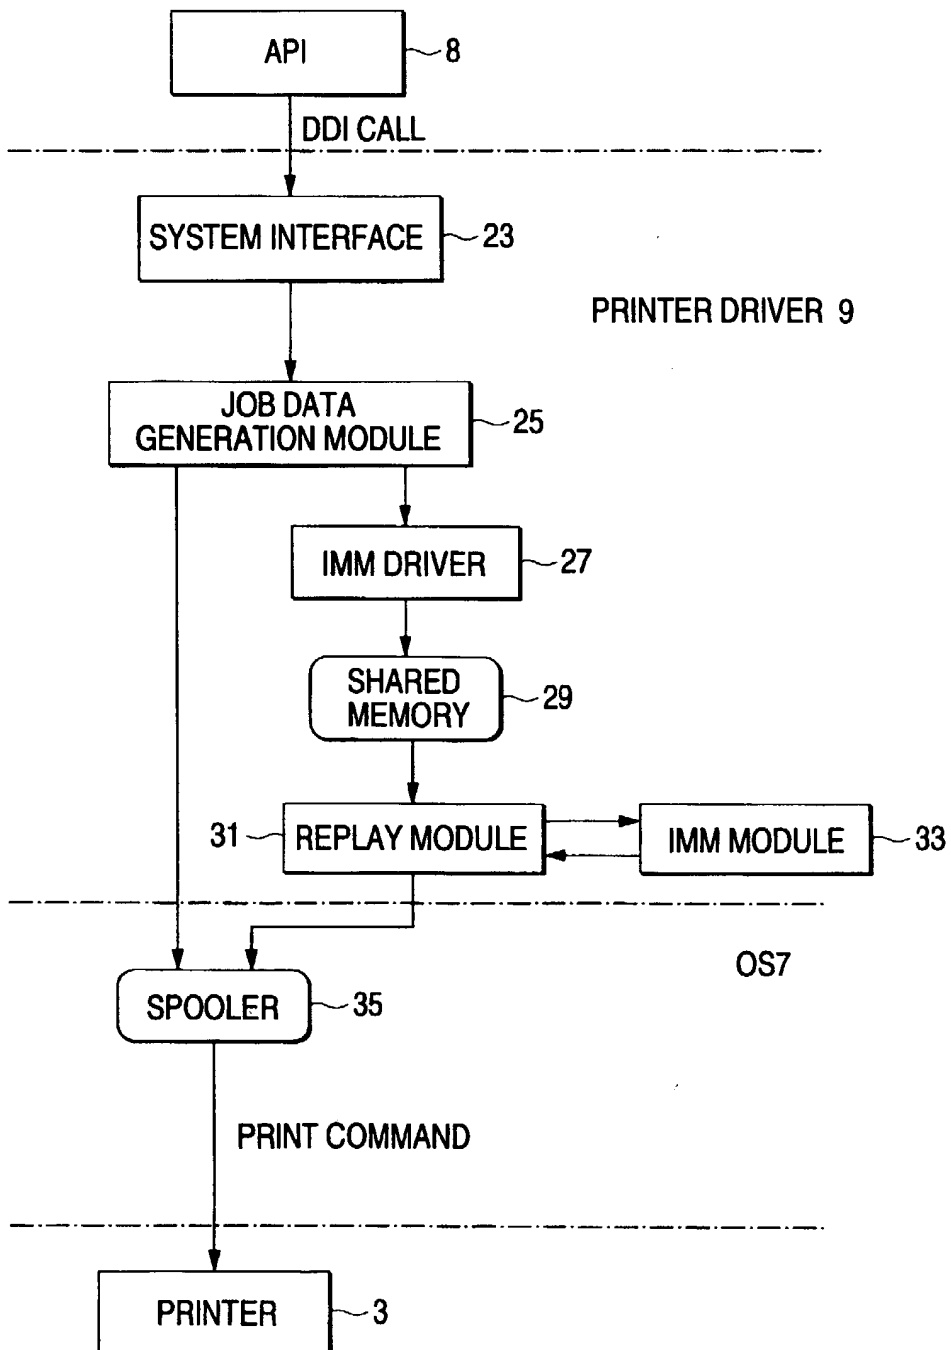 API
8
DDI CALL
SYSTEM INTERFACE
23
PRINTER DRIVER 9
JOB DATA
GENERATION MODULE
25
IMM DRIVER
27
SHARED
MEMORY
29
31
REPLAY MODULE
IMM MODULE
33
OS7
SPOOLER
35
PRINT COMMAND
PRINTER
3